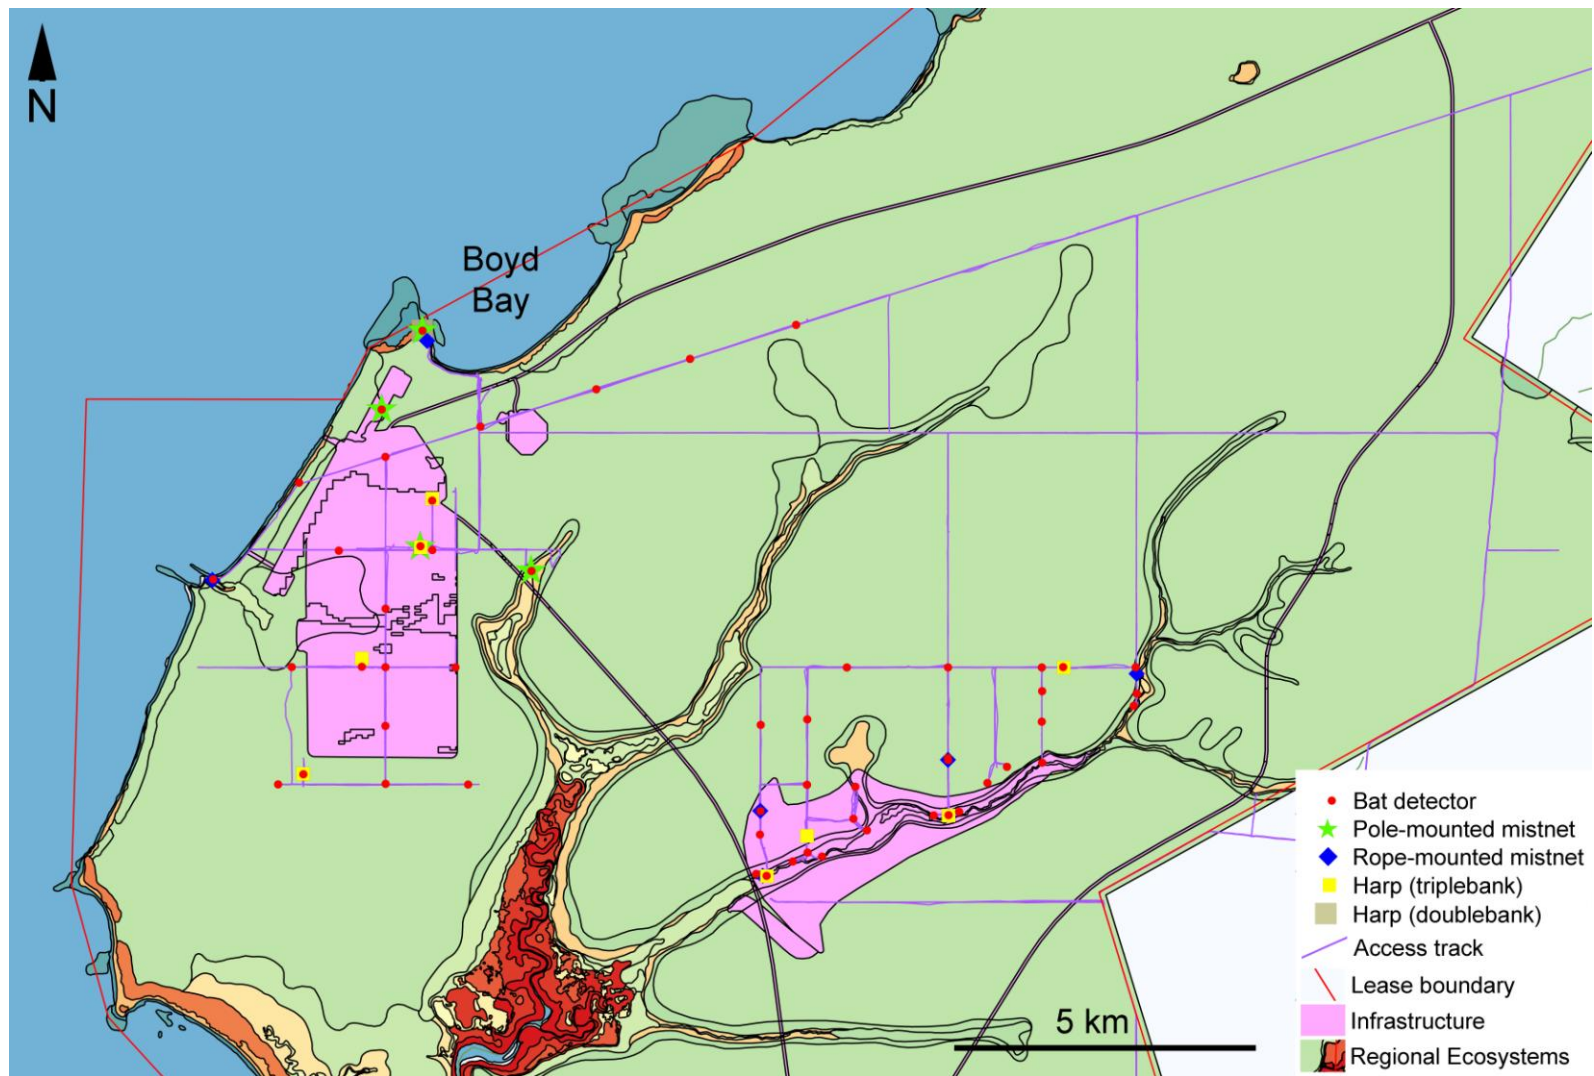 N
Boyd
Bay
Bat detector
Pole-mounted mistnet
Rope-mounted mistnet
Harp (triplebank)
Harp (doublebank)
Access track
Lease boundary
Infrastructure
Regional Ecosystems
5 km